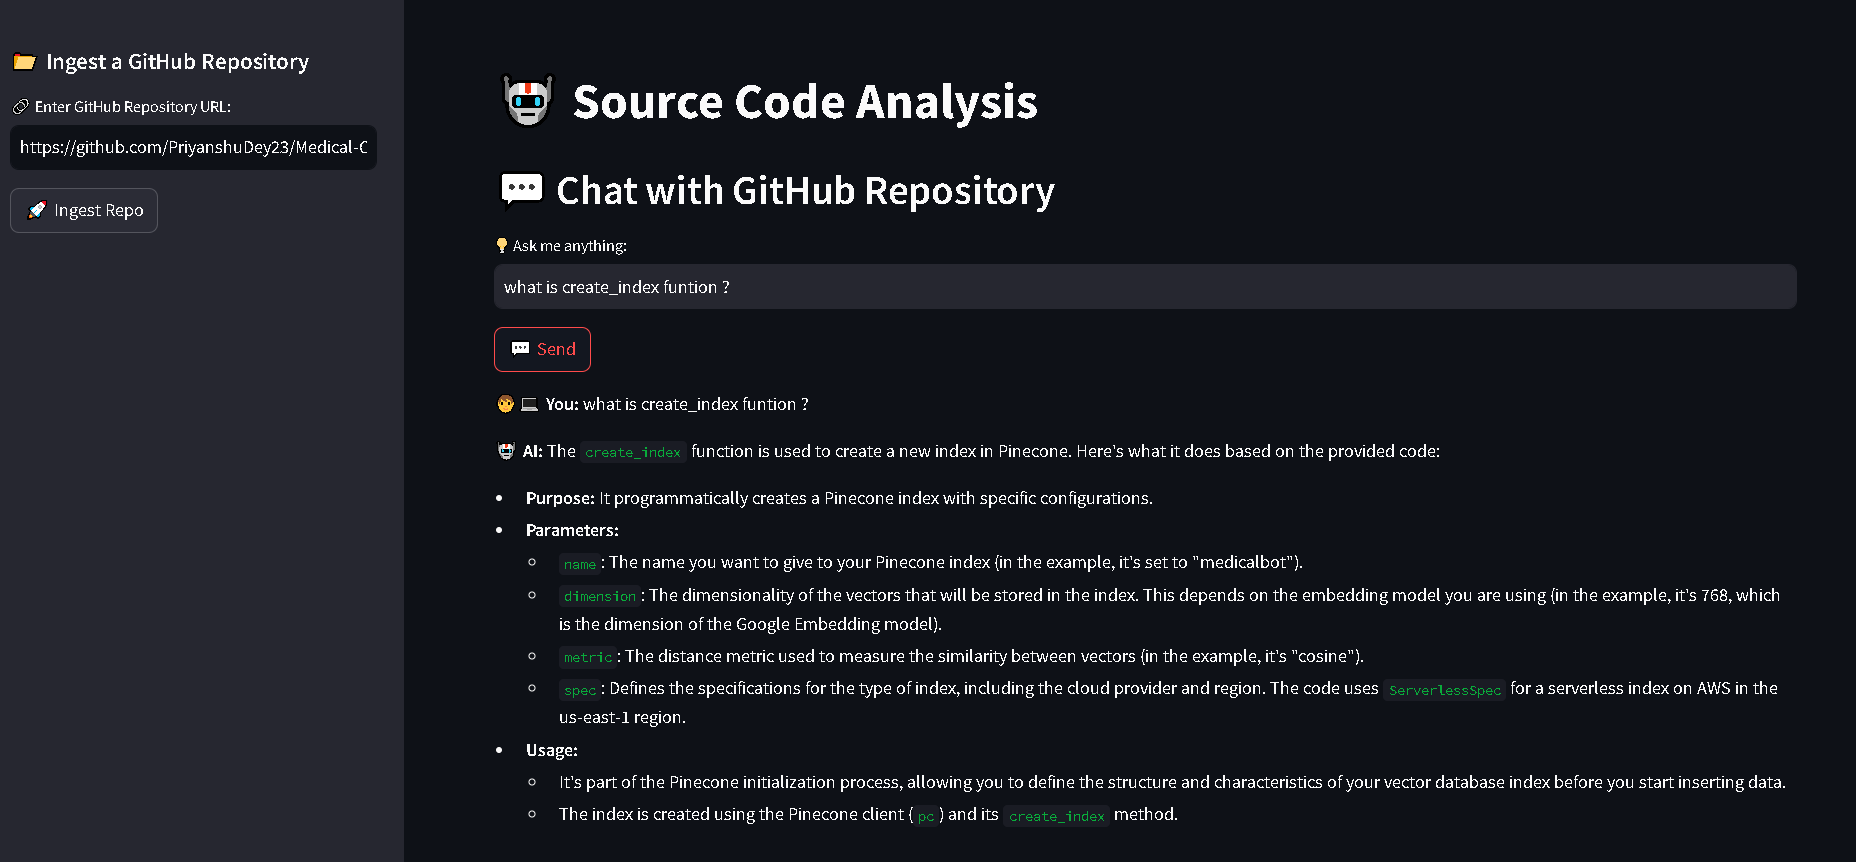 Ingest a GitHub Repository
Enter GitHub Repository URL:
https://github.com/PriyanshuDey23/Medical-C
Ingest Repo
Source Code Analysis
Chat with GitHub Repository
Ask me anything:
what is create_index funtion ?
Send
You: what is create_index funtion ?
AI: The create_index function is used to create a new index in Pinecone. Here's what it does based on the provided code:
• Purpose: It programmatically creates a Pinecone index with specific configurations.
• Parameters:
◦ name: The name you want to give to your Pinecone index (in the example, it's set to "medicalbot").
◦ dimension: The dimensionality of the vectors that will be stored in the index. This depends on the embedding model you are using (in the example, it's 768, which
is the dimension of the Google Embedding model).
◦ metric: The distance metric used to measure the similarity between vectors (in the example, it's "cosine").
◦ spec: Defines the specifications for the type of index, including the cloud provider and region. The code uses ServerlessSpec for a serverless index on AWS in the
us-east-1 region.
• Usage:
◦ It's part of the Pinecone initialization process, allowing you to define the structure and characteristics of your vector database index before you start inserting data.
◦ The index is created using the Pinecone client (pc) and its create_index method.